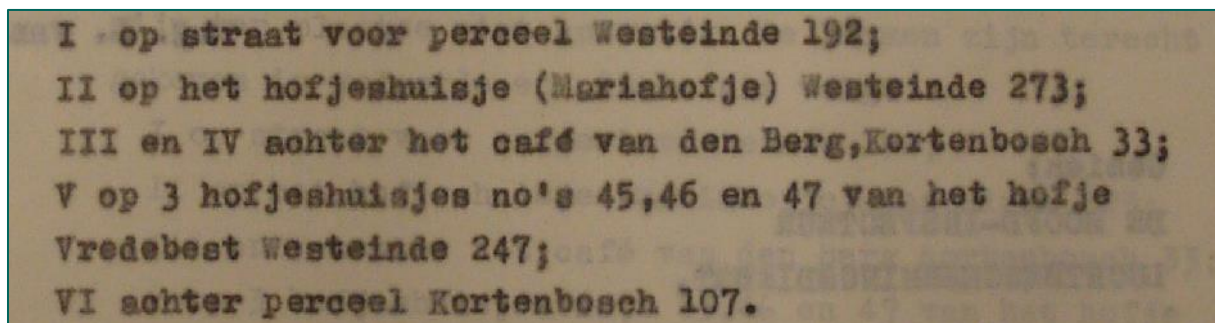 I op straat voor perceel Westeinde 192;
II op het hofjeshuisje (Mariahofje) Westeinde 273;
III en IV achter het café van den Berg,Kortenbosch 33;
V op 3 hofjeshuisjes no's 45,46 en 47 van het hofje
Vredebest Westeinde 247;
VI achter perceel Kortenbosch 107.